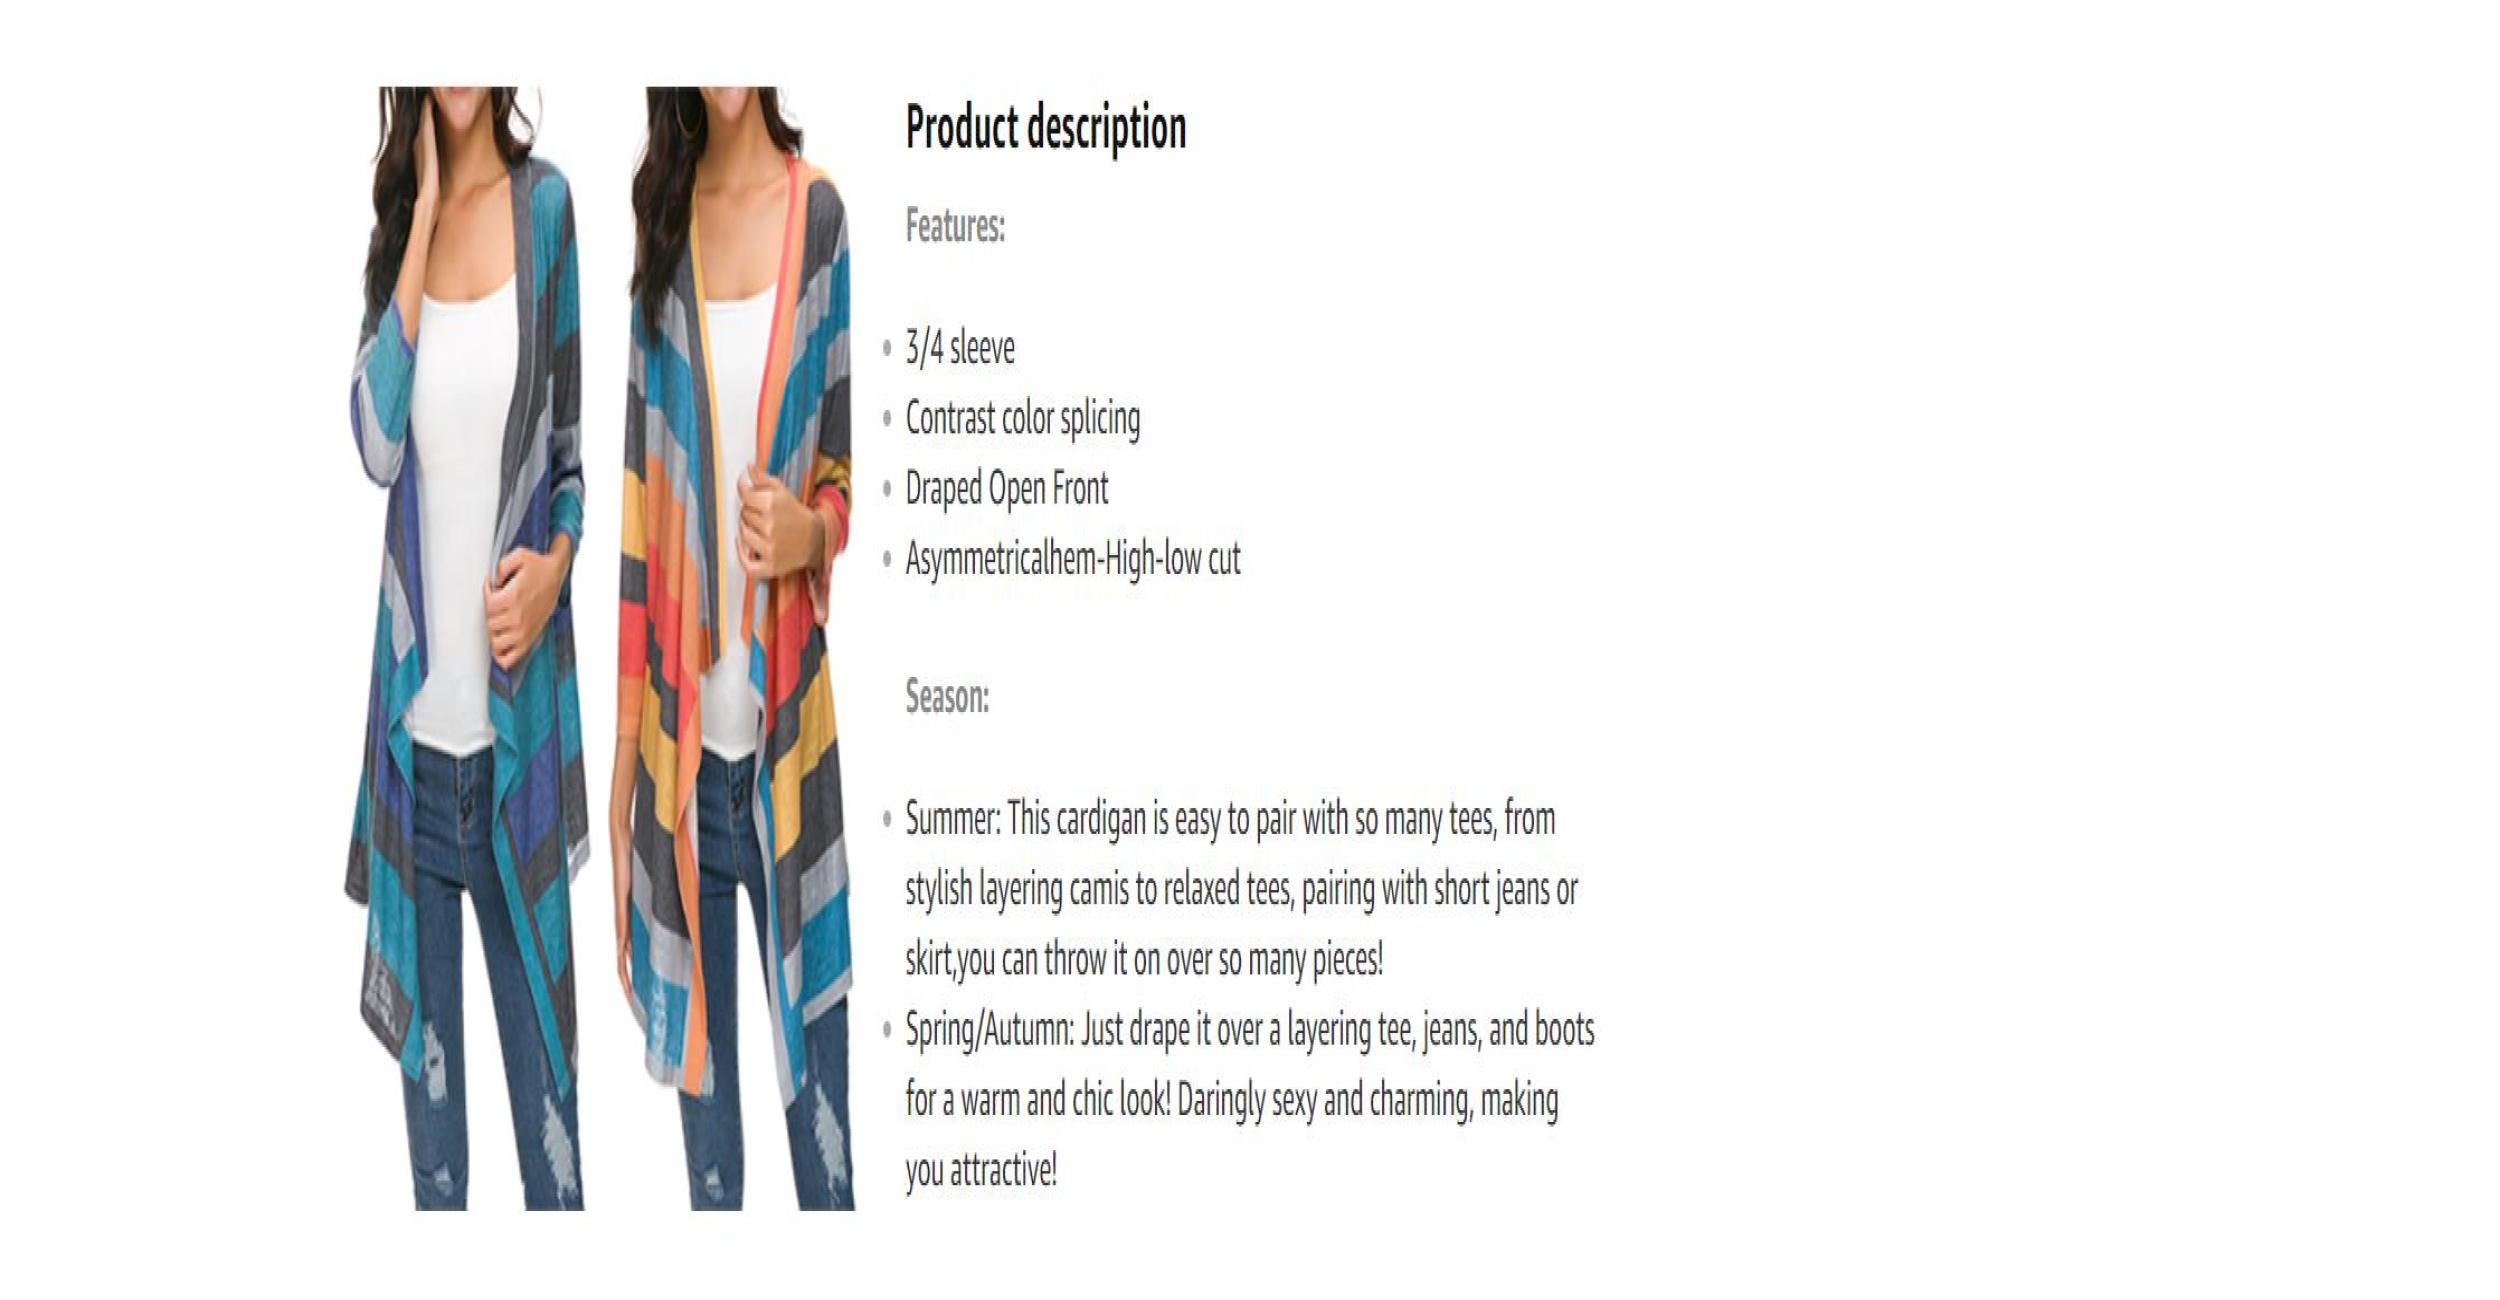 Product description
Features:
3/4 sleeve
Contrast color splicing
Draped Open Front
Asymmetricalhem-High-low cut
Season:
Summer: This cardigan is easy to pair with so many tees, from
stylish layering camis to relaxed tees, pairing with short jeans or
skirt,you can throw it on over so many pieces!
Spring/Autumn: Just drape it over a layering tee, jeans, and boots
for a warm and chic look! Daringly sexy and charming, making
you attractive!